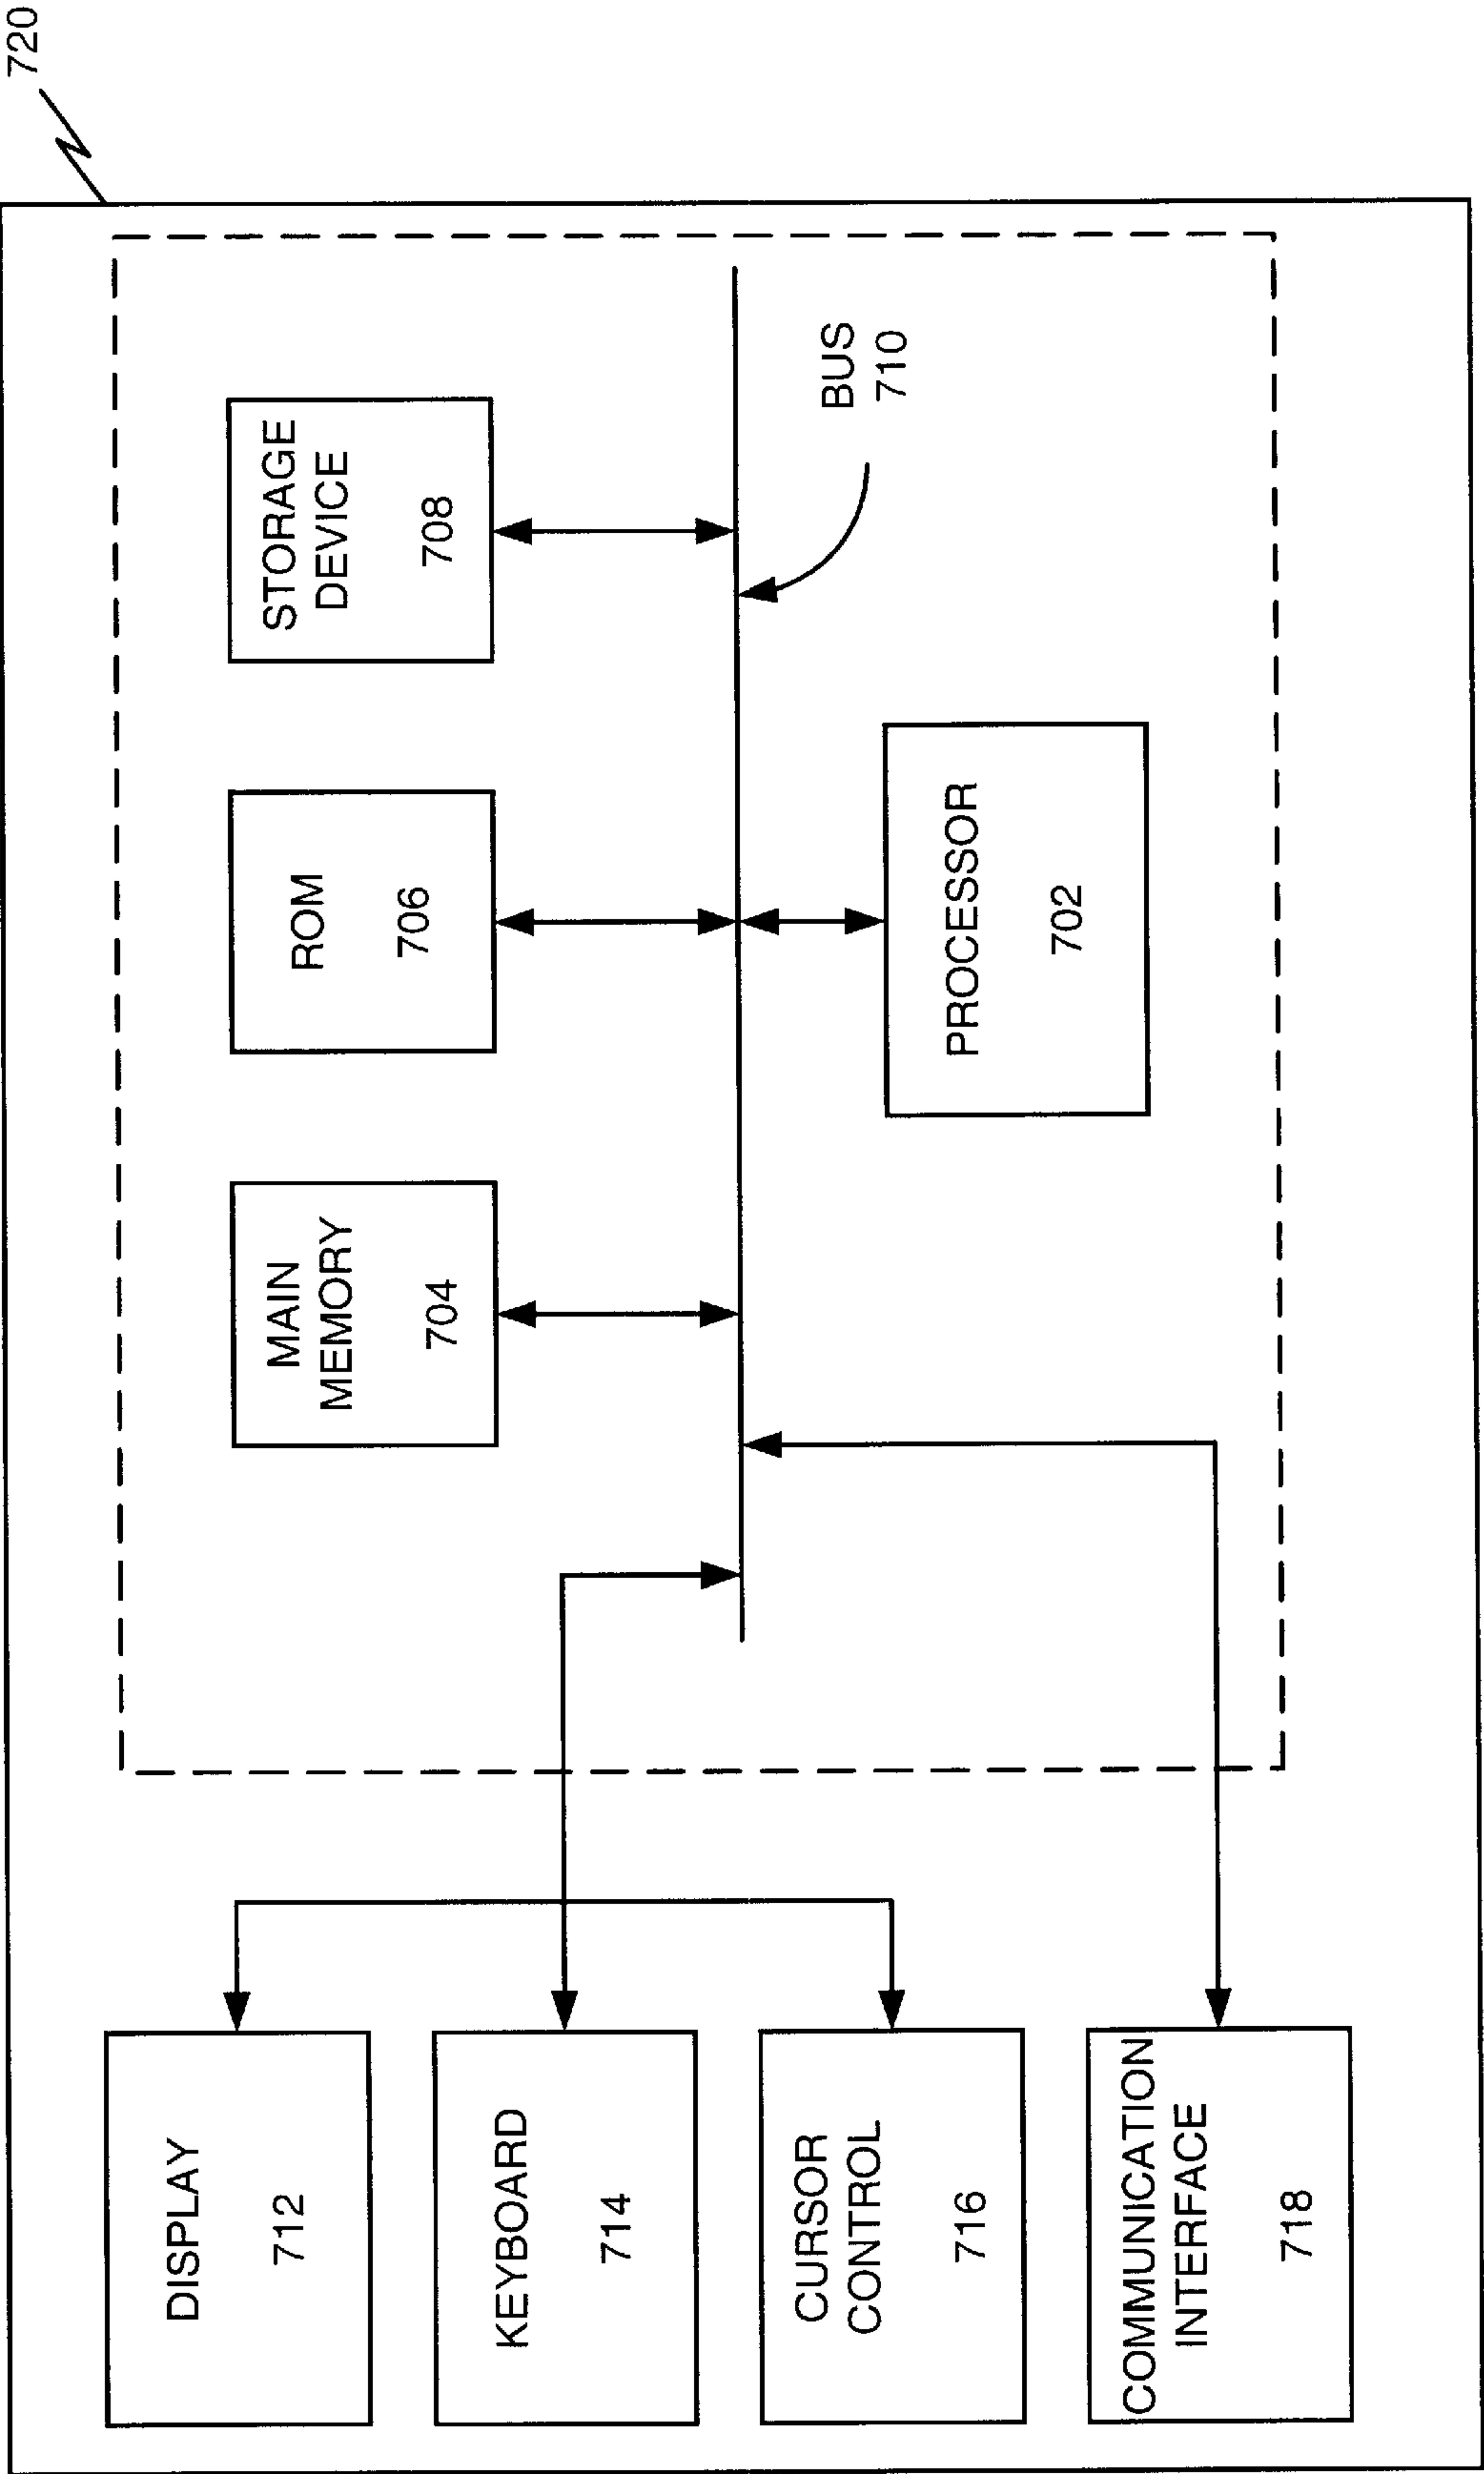 720
DISPLAY
712
KEYBOARD
714
CURSOR
CONTROL
716
COMMUNICATION
INTERFACE
718
MAIN
MEMORY
704
ROM
706
STORAGE
DEVICE
708
BUS
710
PROCESSOR
702